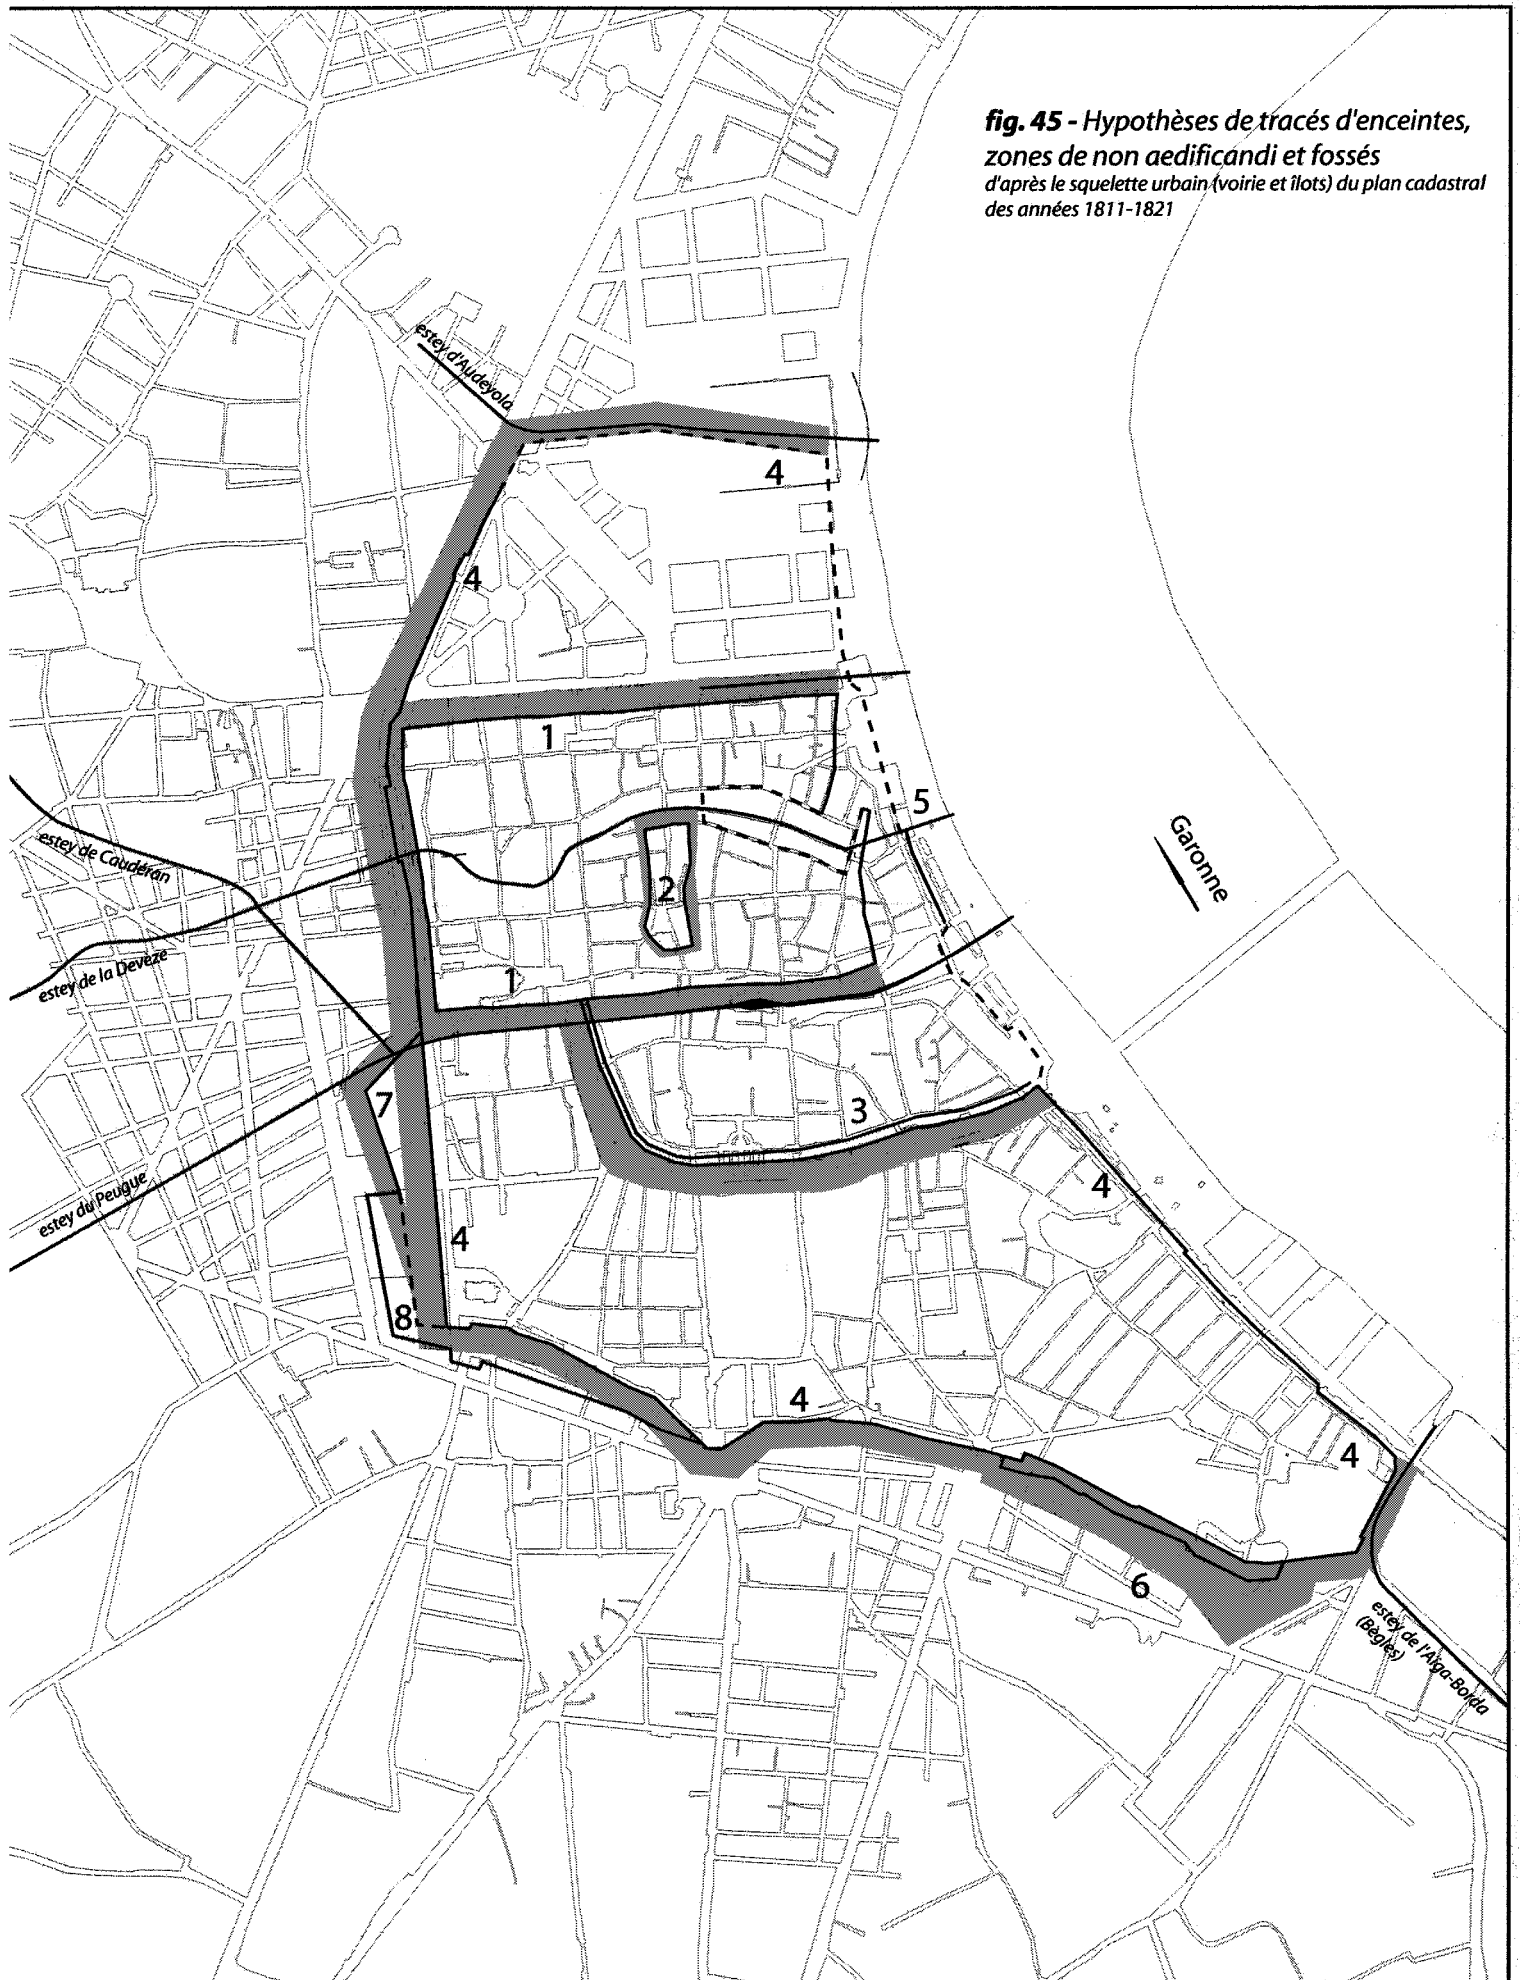 fig. 45 - Hypothèses de tracés d'enceintes,
zones de non aedificandi et fossés
d'après le squelette urbain (voirie et îlots) du plan cadastral
des années 1811-1821
estey d'Audeyola
4
4
1
5
estey de Caudéran
Garonne
2
estey de la Devèze
1
7
3
4
estey du Peugue
4
8
4
4
6
estey de l'Aiga-Borda
(Bègles)